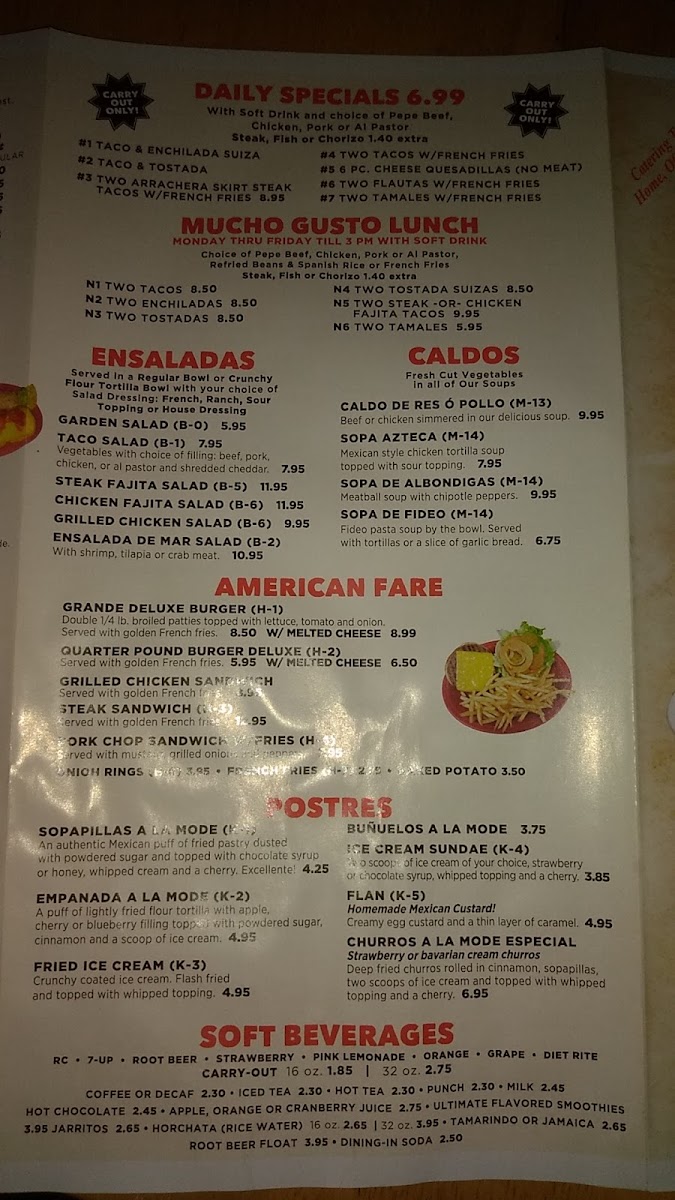 CARRY OUT ONLY!
DAILY SPECIALS 6.99
CARRY OUT ONLY!
With Soft Drink and choice of Pepe Beef,
Chicken, Pork or Al Pastor
Steak, Fish or Chorizo 1.40 extra
#1 TACO & ENCHILADA SUIZA
#2 TACO & TOSTADA
#3 TWO ARRACHERA SKIRT STEAK
TACOS W/FRENCH FRIES 8.95
#4 TWO TACOS W/FRENCH FRIES
#5 6 PC. CHEESE QUESADILLAS (NO MEAT)
#6 TWO FLAUTAS W/FRENCH FRIES
#7 TWO TAMALES W/FRENCH FRIES
Catering
Home,
MUCHO GUSTO LUNCH
MONDAY THRU FRIDAY TILL 3 PM WITH SOFT DRINK
Choice of Pepe Beef, Chicken, Pork or Al Pastor,
Refried Beans & Spanish Rice or French Fries
Steak, Fish or Chorizo 1.40 extra
N1 TWO TACOS 8.50
N2 TWO ENCHILADAS 8.50
N3 TWO TOSTADAS 8.50
N4 TWO TOSTADA SUIZAS 8.50
N5 TWO STEAK -OR- CHICKEN
FAJITA TACOS 9.95
N6 TWO TAMALES 5.95
ENSALADAS
Served in a Regular Bowl or Crunchy
Flour Tortilla Bowl with your choice of
Salad Dressing: French, Ranch, Sour
Topping or House Dressing
GARDEN SALAD (B-0) 5.95
TACO SALAD (B-1) 7.95
Vegetables with choice of filling: beef, pork,
chicken, or al pastor and shredded cheddar. 7.95
STEAK FAJITA SALAD (B-5) 11.95
CHICKEN FAJITA SALAD (B-6) 11.95
GRILLED CHICKEN SALAD (B-6) 9.95
ENSALADA DE MAR SALAD (B-2)
With shrimp, tilapia or crab meat. 10.95
CALDOS
Fresh Cut Vegetables
in all of Our Soups
CALDO DE RES Ó POLLO (M-13)
Beef or chicken simmered in our delicious soup. 9.95
SOPA AZTECA (M-14)
Mexican style chicken tortilla soup
topped with sour topping. 7.95
SOPA DE ALBONDIGAS (M-14)
Meatball soup with chipotle peppers. 9.95
SOPA DE FIDEO (M-14)
Fideo pasta soup by the bowl. Served
with tortillas or a slice of garlic bread. 6.75
AMERICAN FARE
GRANDE DELUXE BURGER (H-1)
Double 1/4 lb. broiled patties topped with lettuce, tomato and onion.
Served with golden French fries. 8.50 W/ MELTED CHEESE 8.99
QUARTER POUND BURGER DELUXE (H-2)
Served with golden French fries. 5.95 W/ MELTED CHEESE 6.50
GRILLED CHICKEN SANDWICH
Served with golden French
STEAK SANDWICH
Served with golden French
PORK CHOP SANDWICH FRIES
Served with grilled onions
ONION RINGS 3.95 • FRENCH FRIES • BAKED POTATO 3.50
POSTRES
SOPAPILLAS A LA MODE
An authentic Mexican puff of fried pastry dusted
with powdered sugar and topped with chocolate syrup
or honey, whipped cream and a cherry. Excellente! 4.25
EMPANADA A LA MODE (K-2)
A puff of lightly fried flour tortilla with apple,
cherry or blueberry filling topped with powdered sugar,
cinnamon and a scoop of ice cream. 4.95
FRIED ICE CREAM (K-3)
Crunchy coated ice cream. Flash fried
and topped with whipped topping. 4.95
BUÑUELOS A LA MODE 3.75
ICE CREAM SUNDAE (K-4)
Two scoops of ice cream of your choice, strawberry
or chocolate syrup, whipped topping and a cherry. 3.85
FLAN (K-5)
Homemade Mexican Custard!
Creamy egg custard and a thin layer of caramel. 4.95
CHURROS A LA MODE ESPECIAL
Strawberry or bavarian cream churros
Deep fried churros rolled in cinnamon, sopapillas,
two scoops of ice cream and topped with whipped
topping and a cherry. 6.95
SOFT BEVERAGES
RC • 7-UP • ROOT BEER • STRAWBERRY • PINK LEMONADE • ORANGE • GRAPE • DIET RITE
CARRY-OUT 16 oz. 1.85 | 32 oz. 2.75
COFFEE OR DECAF 2.30 • ICED TEA 2.30 • HOT TEA 2.30 • PUNCH 2.30 • MILK 2.45
HOT CHOCOLATE 2.45 • APPLE, ORANGE OR CRANBERRY JUICE 2.75 • ULTIMATE FLAVORED SMOOTHIES
3.95 JARRITOS 2.65 • HORCHATA (RICE WATER) 16 oz. 2.65 | 32 oz. 3.95 • TAMARINDO OR JAMAICA 2.65
ROOT BEER FLOAT 3.95 • DINING-IN SODA 2.50